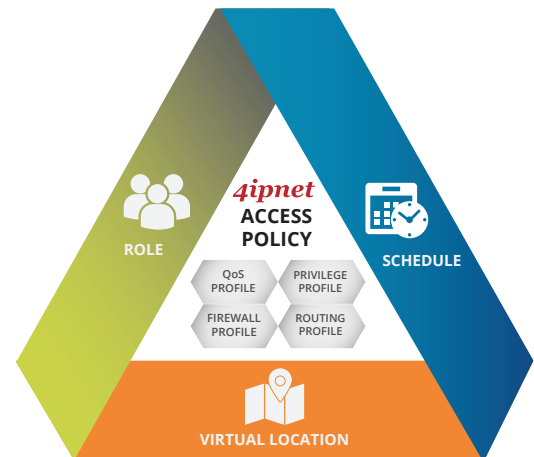 4ipnet
ACCESS
POLICY
ROLE
SCHEDULE
QoS
PROFILE
PRIVILEGE
PROFILE
FIREWALL
PROFILE
ROUTING
PROFILE
VIRTUAL LOCATION